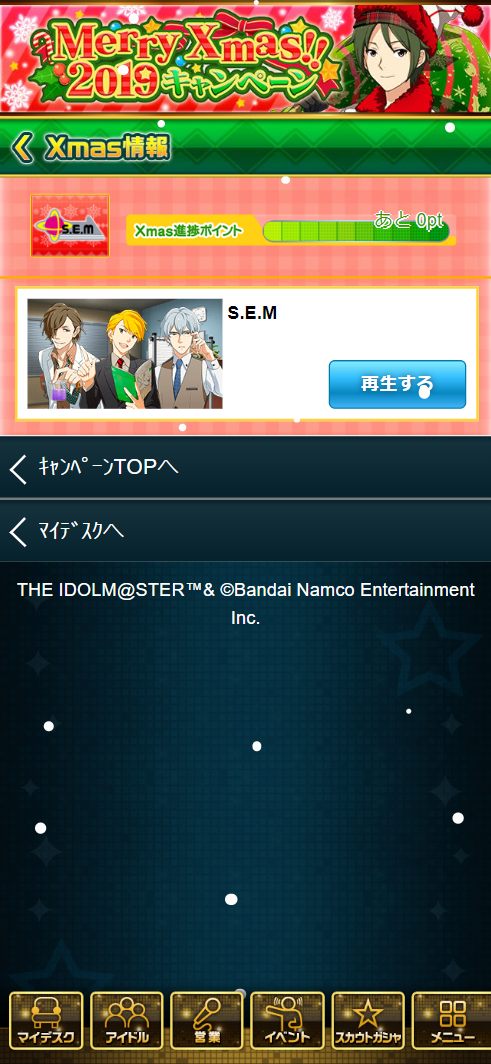 Merry Xmas!!
2019キャンペーン
Xmas情報
S.E.M
Xmas進捗ポイント
あと 0pt
S.E.M
再生する
ｷｬﾝﾍﾟｰﾝTOPへ
ﾏｲﾃﾞｽｸへ
THE IDOLM@STER™& ©Bandai Namco Entertainment
Inc.
マイデスク アイドル 営業 イベント スカウトガシャ メニュー